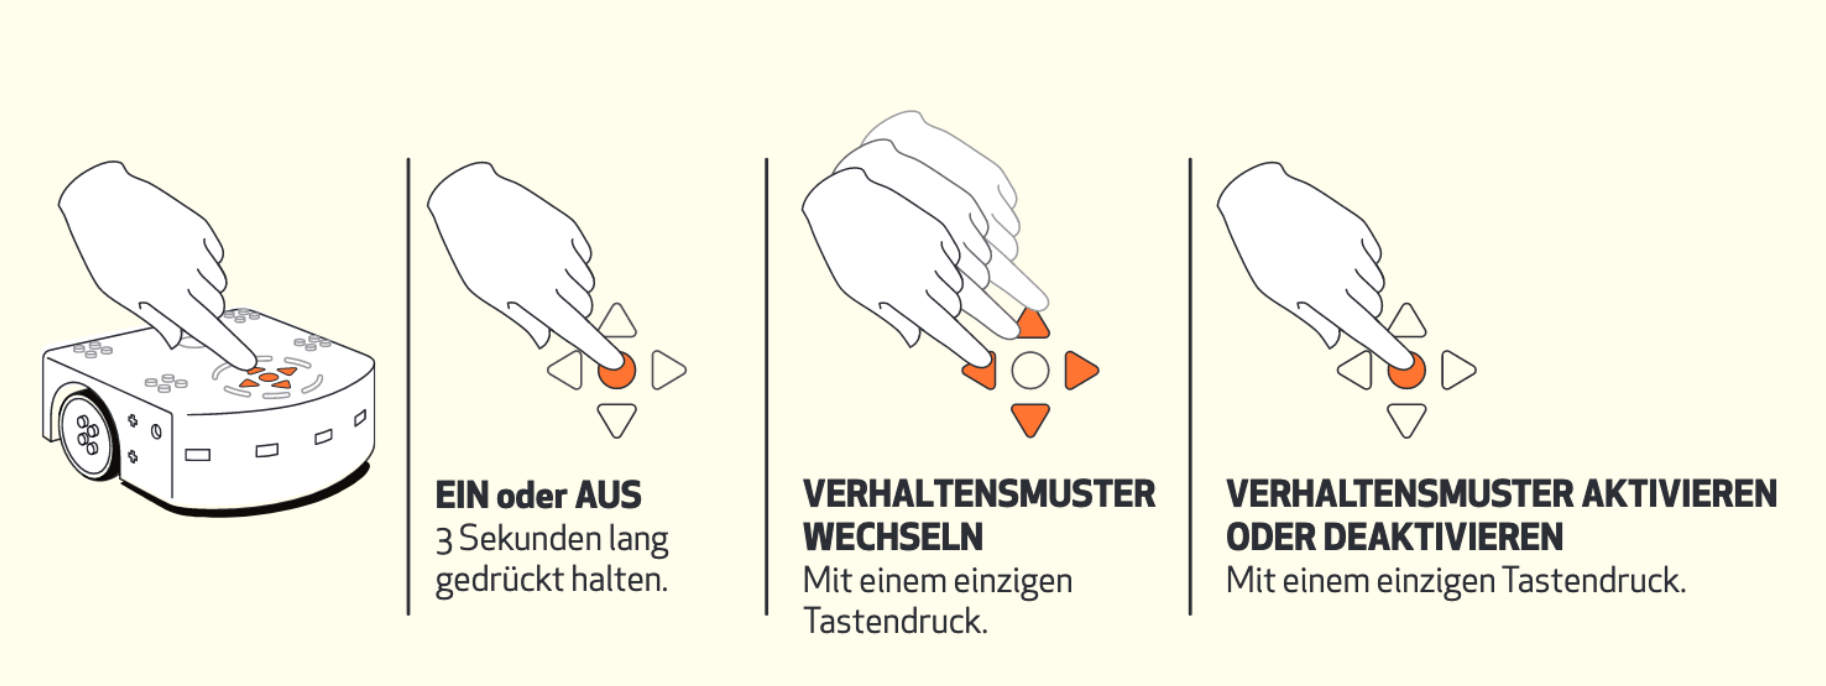 EIN oder AUS
3 Sekunden lang
gedrückt halten.
VERHALTENSMUSTER
WECHSELN
Mit einem einzigen
Tastendruck.
VERHALTENSMUSTER AKTIVIEREN
ODER DEAKTIVIEREN
Mit einem einzigen Tastendruck.